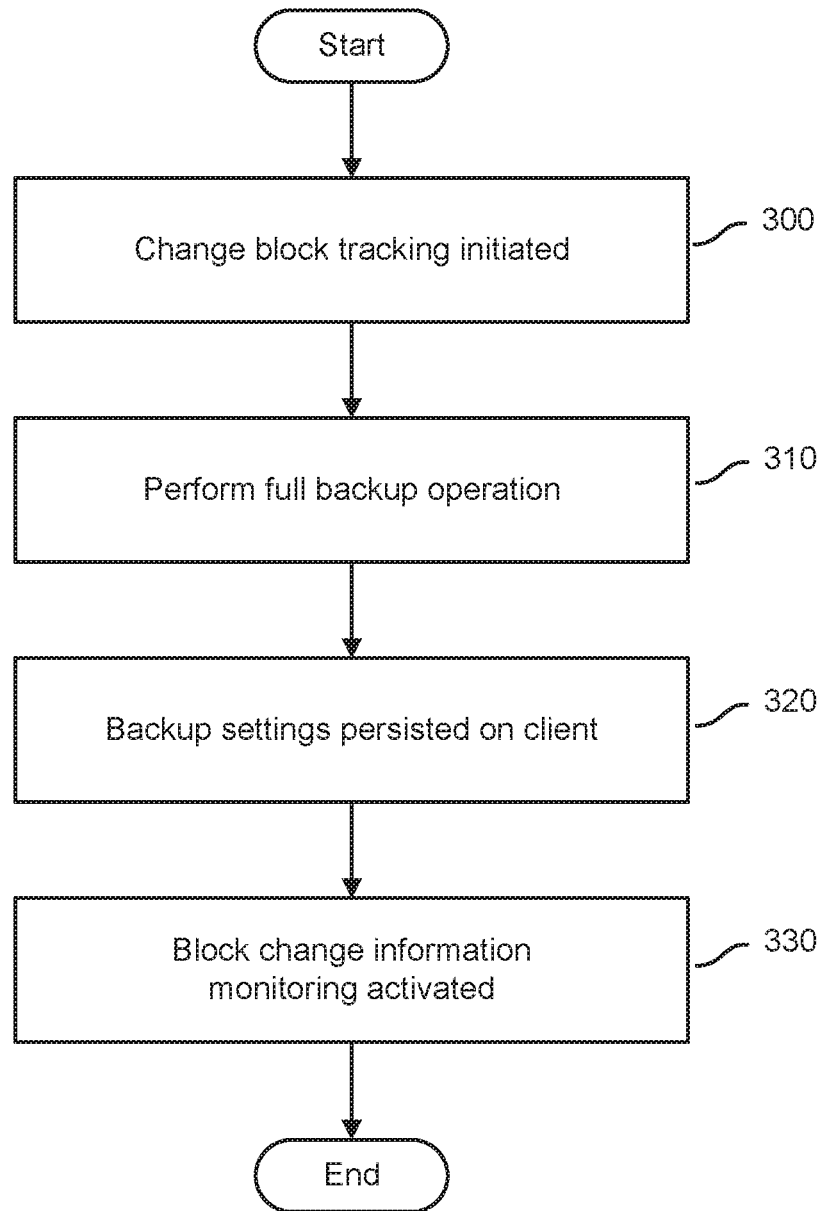 Start
Change block tracking initiated
300
Perform full backup operation
310
Backup settings persisted on client
320
Block change information
monitoring activated
330
End